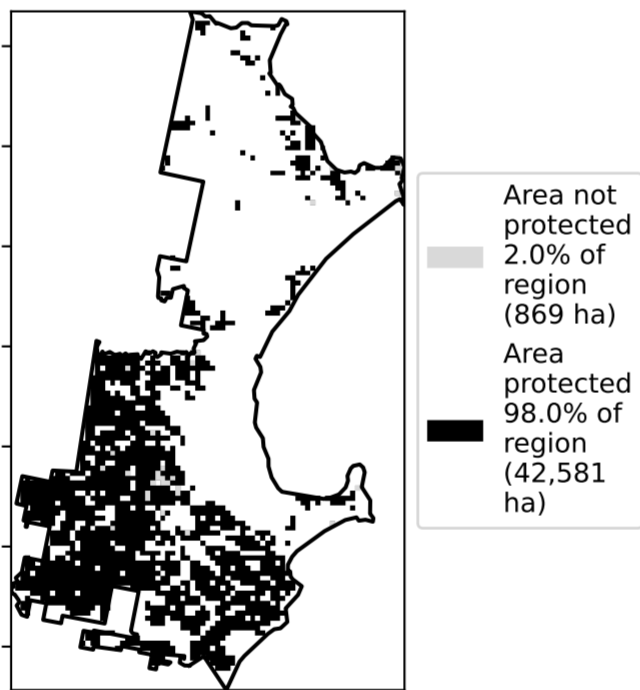 Area not
protected
2.0% of
region
(869 ha)
Area
protected
98.0% of
region
(42,581
ha)